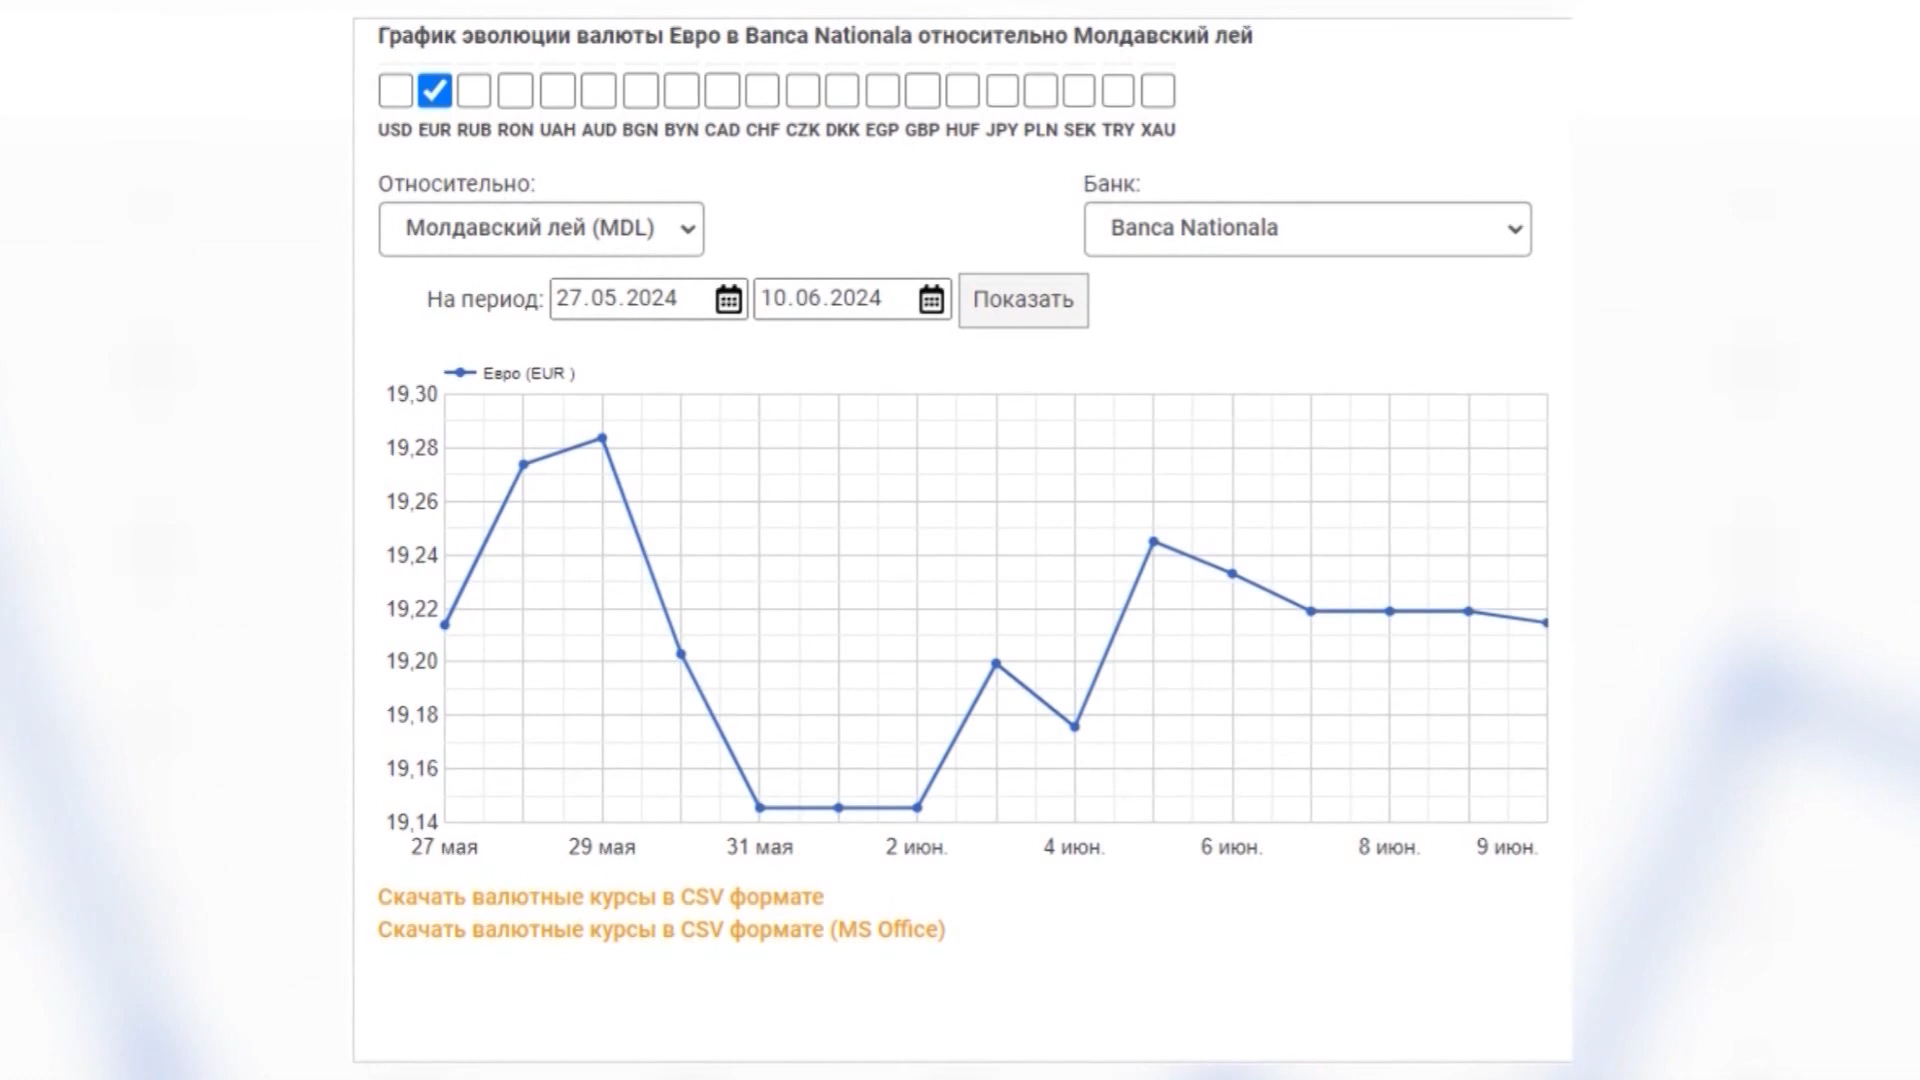 График эволюции валюты Евро в Banca Nationala относительно Молдавский лей
USD EUR RUB RON UAH AUD BGN BYN CAD CHF CZK DKK EGP GBP HUF JPY PLN SEK TRY XAU
Относительно: Банк:
Молдавский лей (MDL) Banca Nationala
На период: 27.05.2024 10.06.2024 Показать
Евро (EUR )
19,30
19,28
19,26
19,24
19,22
19,20
19,18
19,16
19,14
27 мая 29 мая 31 мая 2 июн. 4 июн. 6 июн. 8 июн. 9 июн.
Скачать валютные курсы в CSV формате
Скачать валютные курсы в CSV формате (MS Office)